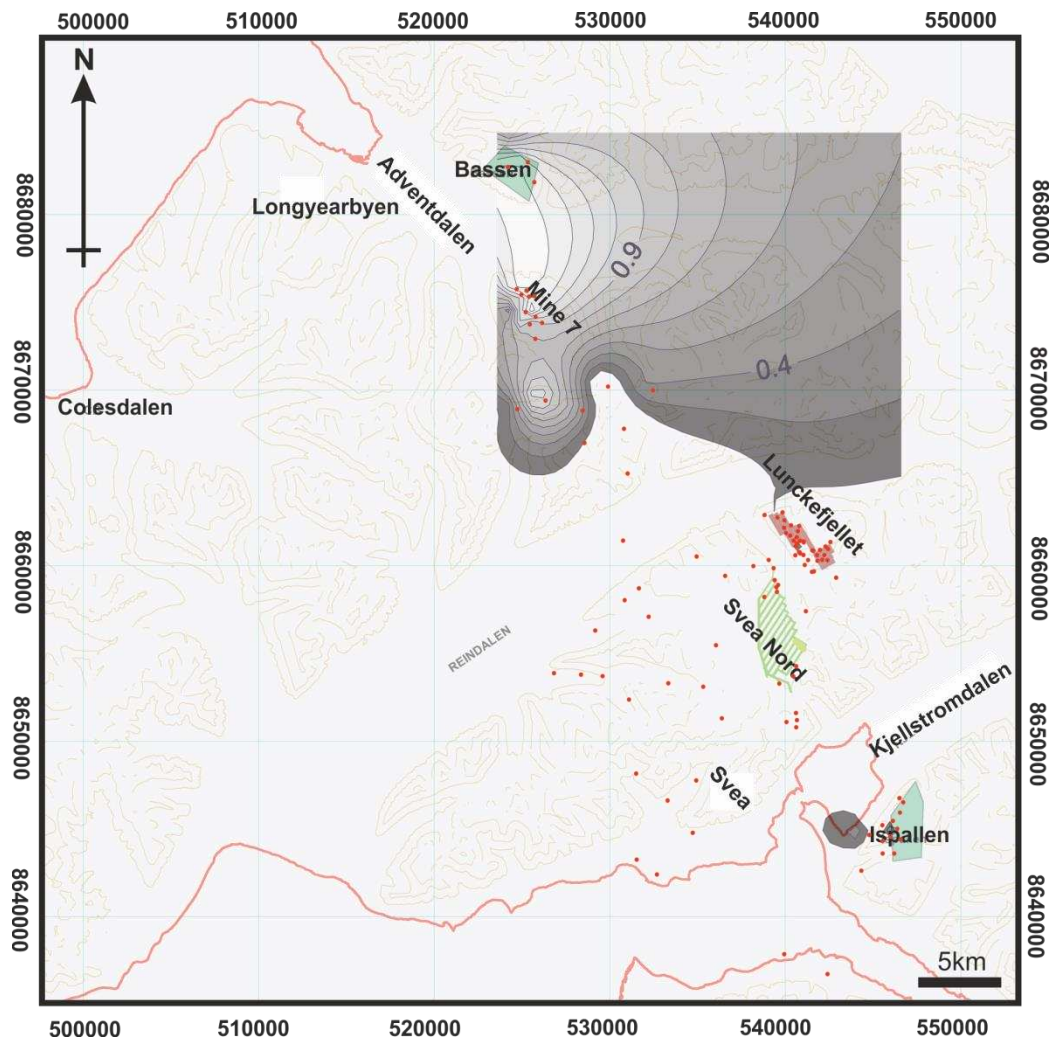 500000 510000 520000 530000 540000 550000
N
Bassen
Adventdalen
Longyearbyen
8680000
8680000
0.9
Mine 7
0.4
8670000
8670000
Colesdalen
Lunckefjellet
8660000
8660000
Svea Nord
REINDALEN
Kjellstromdalen
8650000
8650000
Svea
Ispallen
8640000
8640000
5km
500000 510000 520000 530000 540000 550000